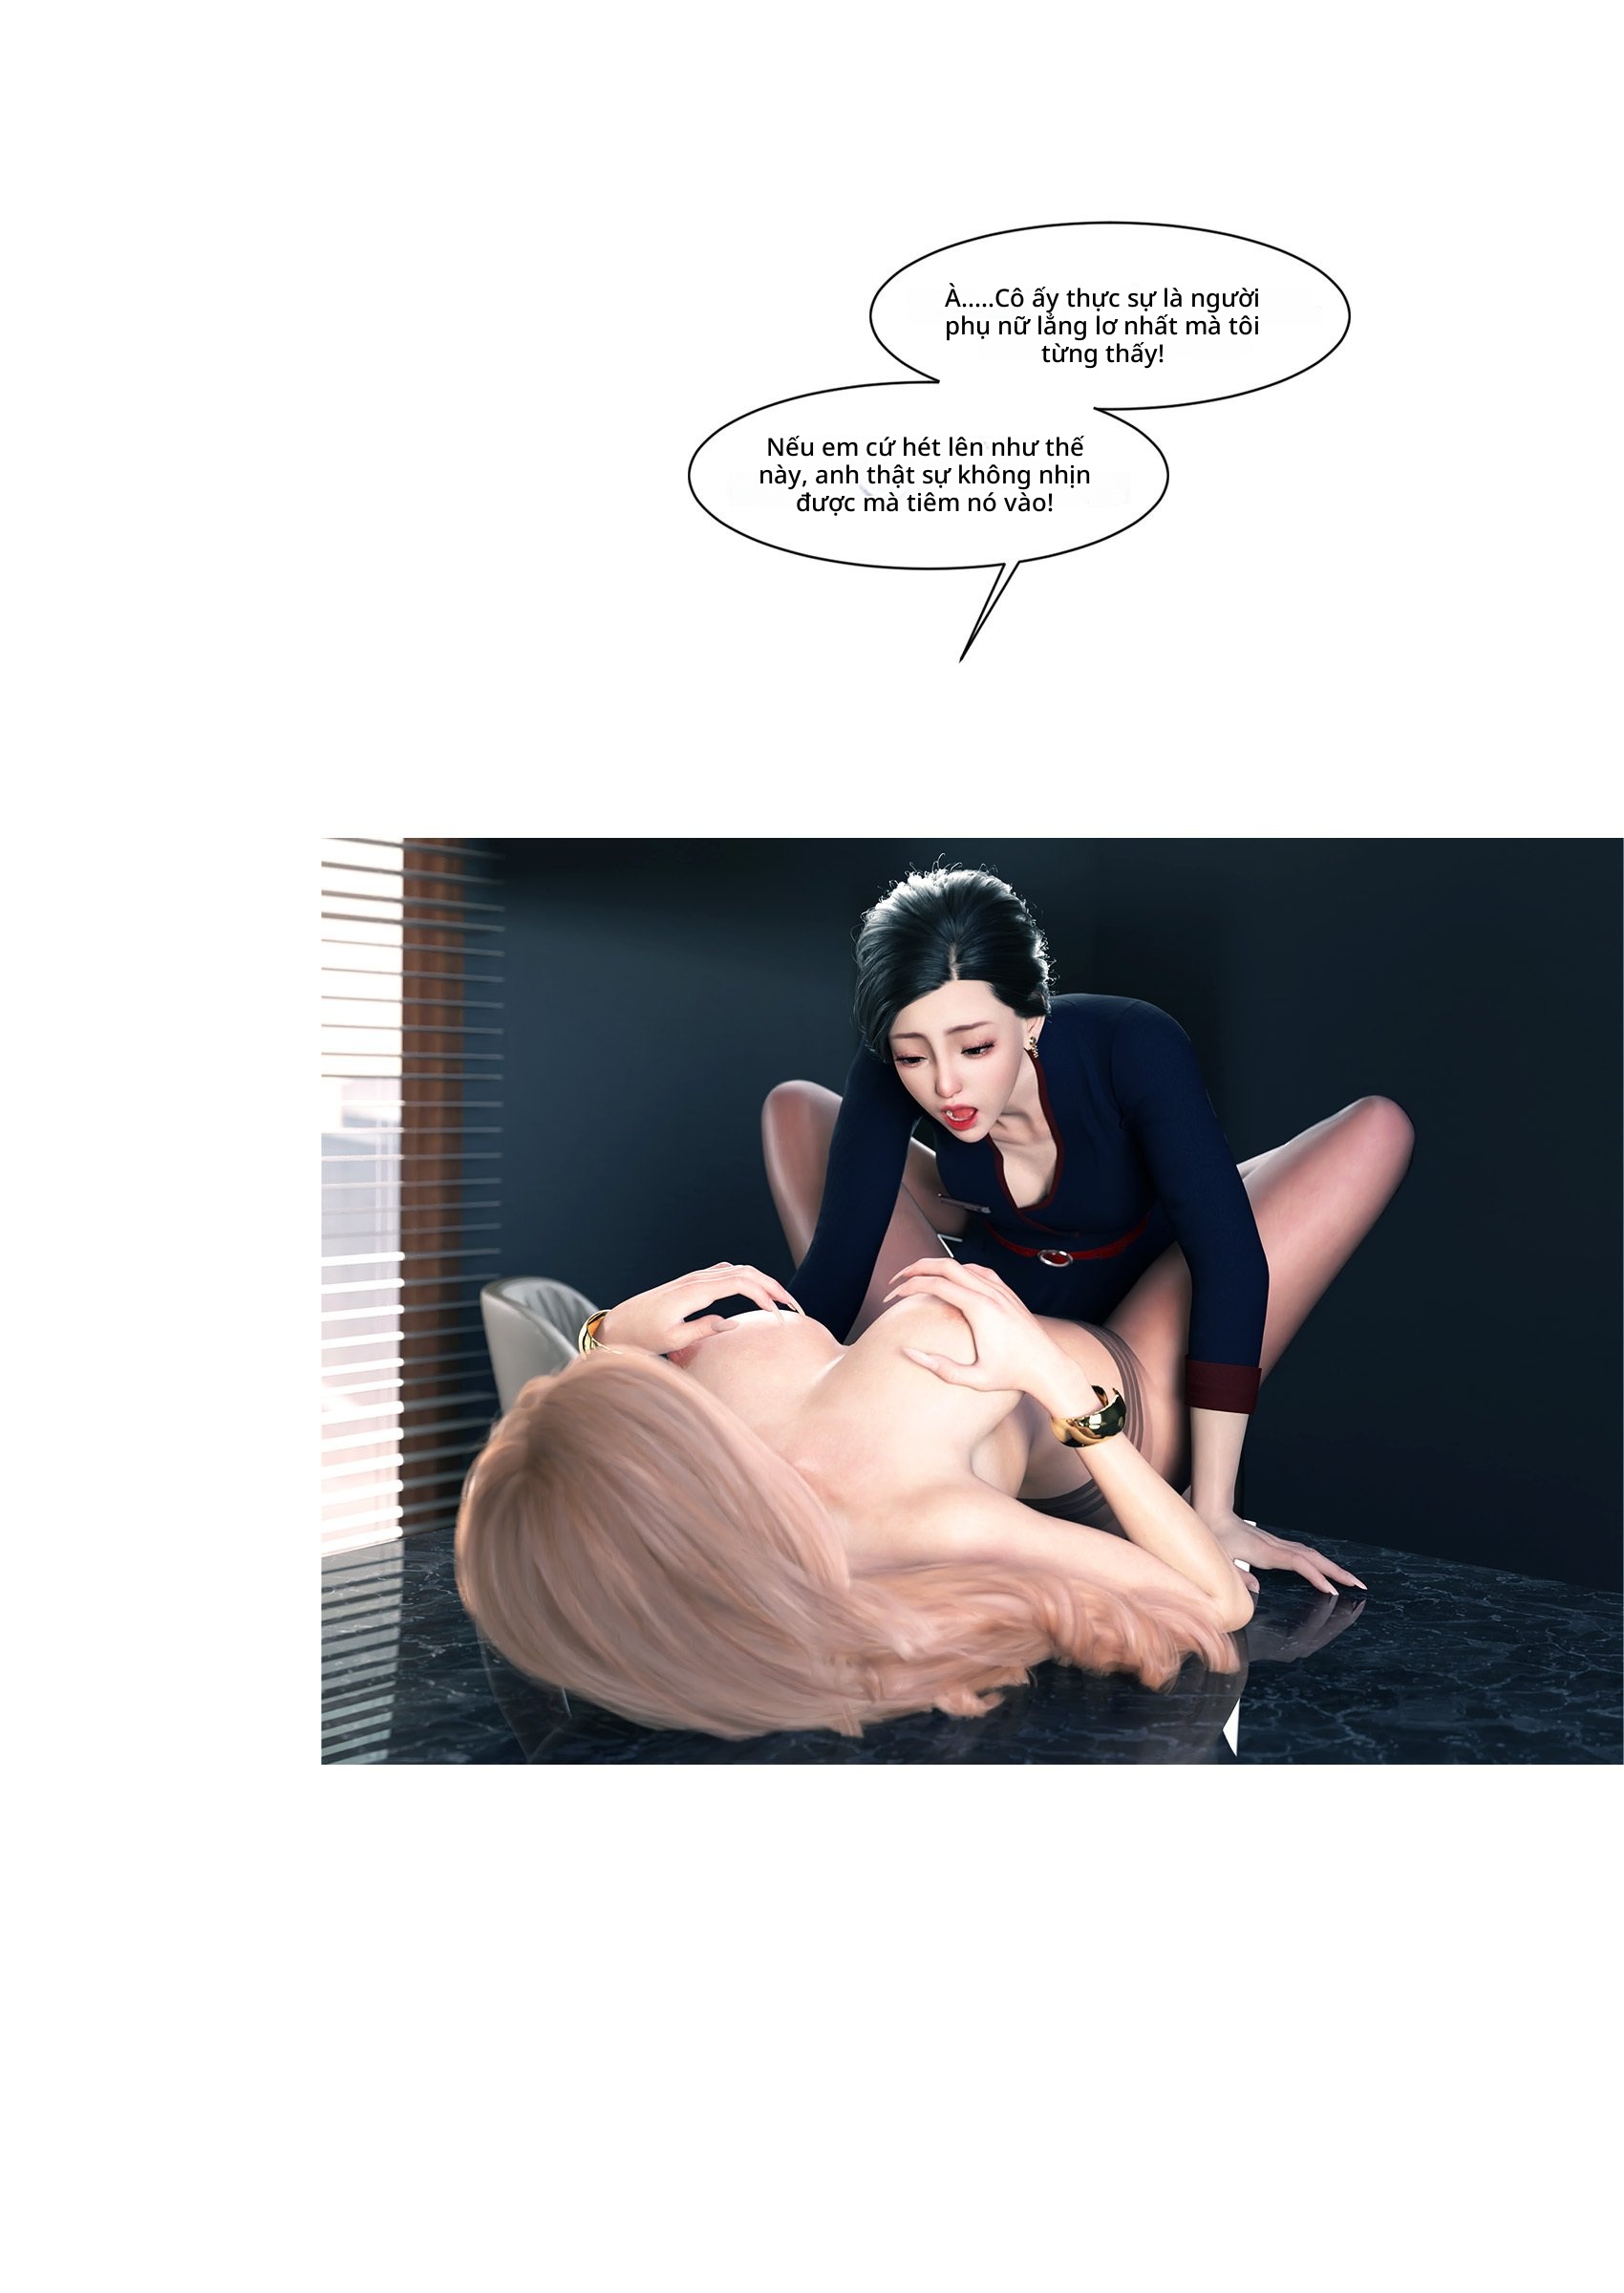 À.....Cô ấy thực sự là người
phụ nữ lẳng lơ nhất mà tôi
từng thấy!
Nếu em cứ hét lên như thế
này, anh thật sự không nhịn
được mà tiêm nó vào!